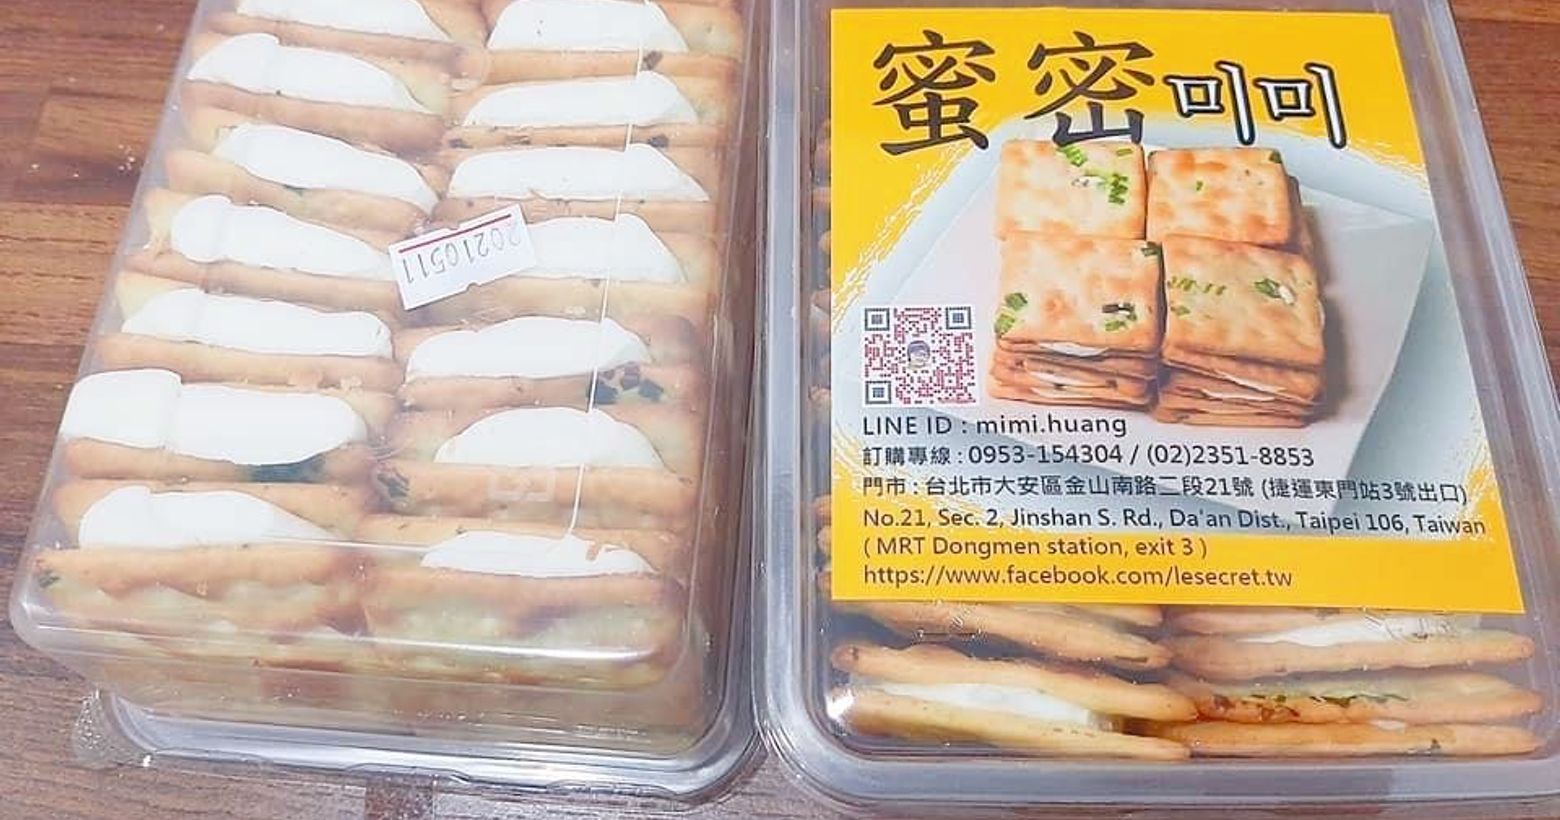 20210511
蜜密미미
LINE ID : mimi.huang
訂購專線 : 0953-154304 / (02)2351-8853
門市 : 台北市大安區金山南路二段21號 (捷運東門站3號出口)
No.21, Sec. 2, Jinshan S. Rd., Da'an Dist., Taipei 106, Taiwan
( MRT Dongmen station, exit 3 )
https://www.facebook.com/lesecret.tw